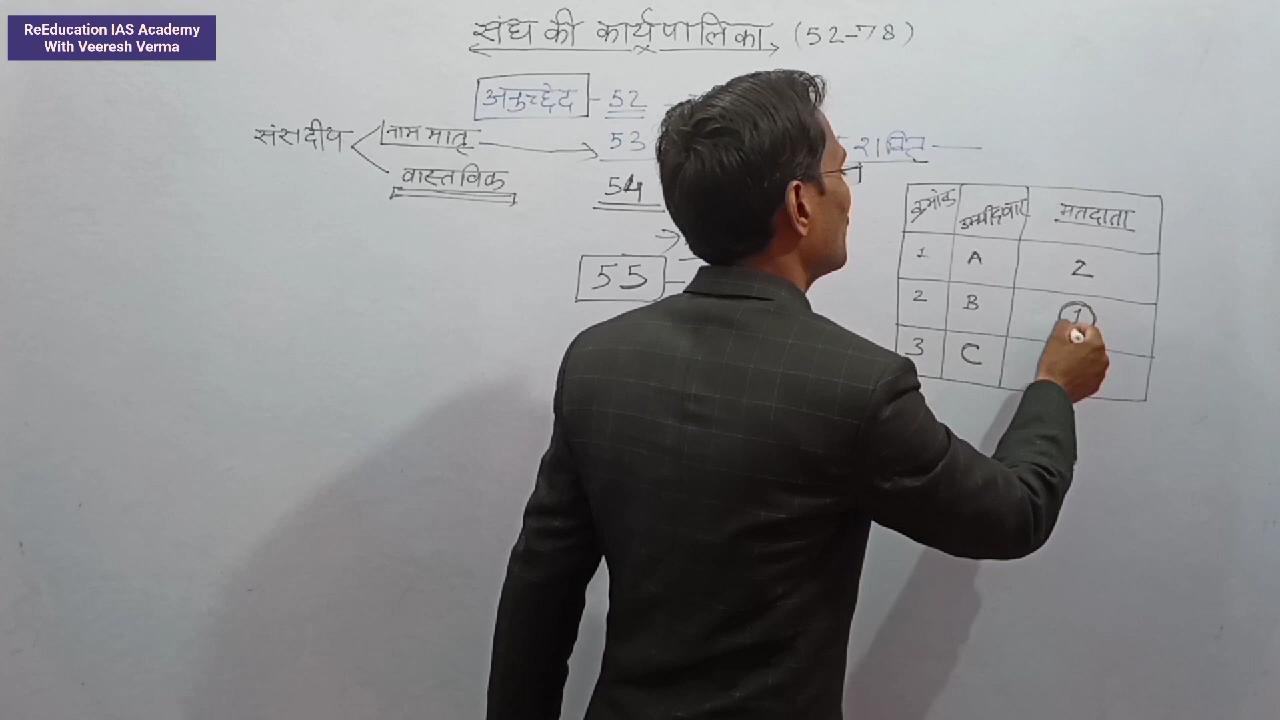 ReEducation IAS Academy
With Veeresh Verma
संघ की कार्यपालिका (52-78)
अनुच्छेद - 52 -
संसदीय नाम मातृ 53 शक्ति
वास्तविक 54
55
क्रमांक उम्मीदवार मतदाता
1 A 2
2 B 1
3 C